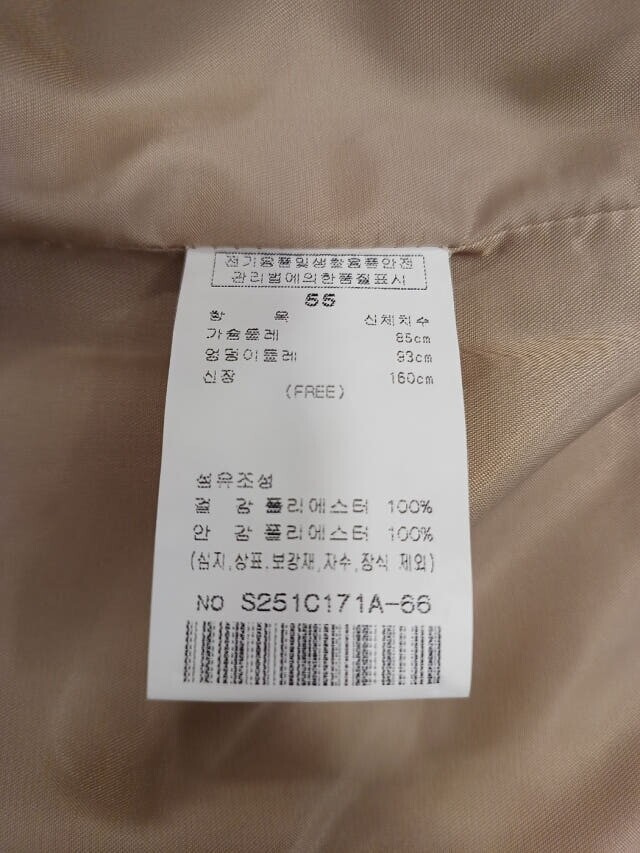 전기용품및생활용품안전
관리법에의한품질표시
66
항 목 신체치수
가슴둘레 85cm
엉덩이둘레 93cm
신장 160cm
(FREE)
섬유조성
겉 감 폴리에스터 100%
안 감 폴리에스터 100%
(심지,상표,보강재,자수,장식 제외)
NO S251C171A-66